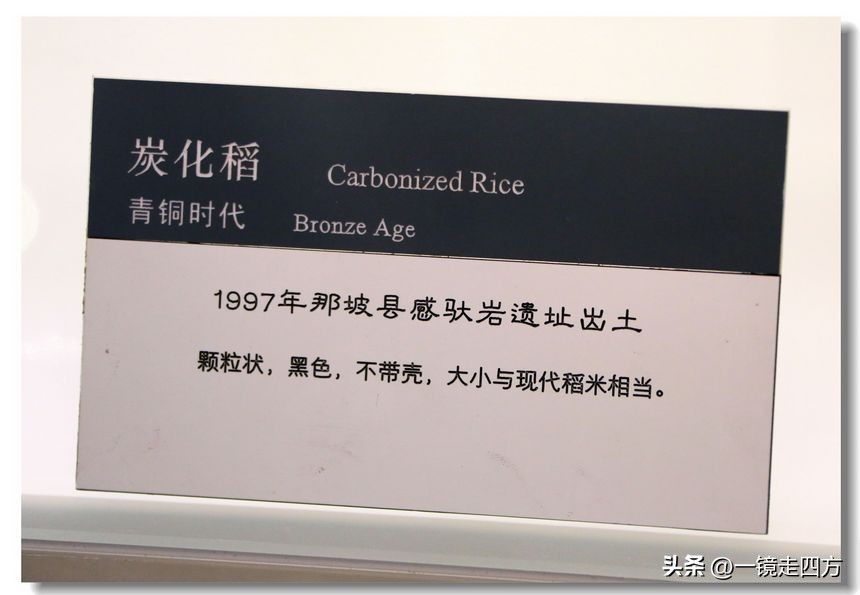 炭化稻 Carbonized Rice
青铜时代 Bronze Age
1997年那坡县感驮岩遗址出土
颗粒状，黑色，不带壳，大小与现代稻米相当。
头条 @一镜走四方